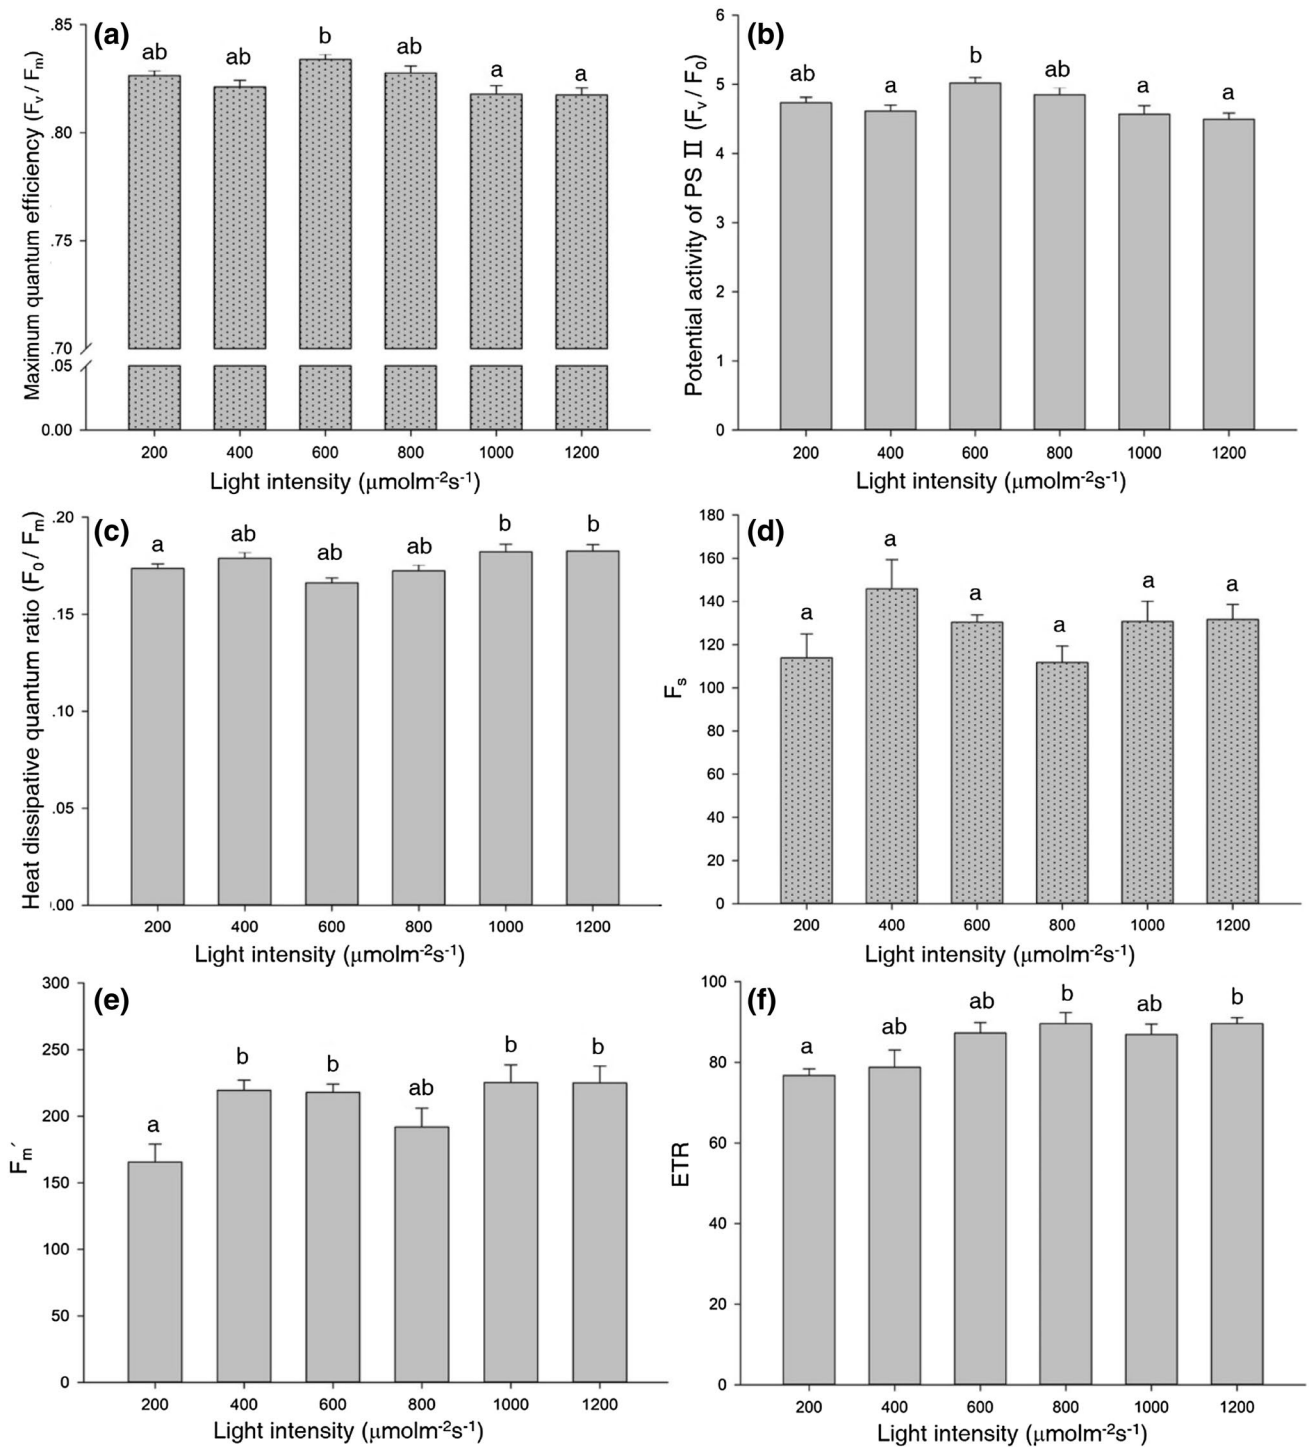 (a)
Maximum quantum efficiency (Fv / Fm)
.85
.80
.75
.70
.05
0.00
ab ab b ab a a
200 400 600 800 1000 1200
Light intensity (μmolm-2s-1)
(b)
Potential activity of PS II (Fv / F0)
6
5
4
3
2
1
0
ab a b ab a a
200 400 600 800 1000 1200
Light intensity (μmolm-2s-1)
(c)
Heat dissipative quantum ratio (F0 / Fm)
.20
.15
.10
.05
.00
a ab ab ab b b
200 400 600 800 1000 1200
Light intensity (μmolm-2s-1)
(d)
Fs
180
160
140
120
100
80
60
40
20
0
a a a a a a
200 400 600 800 1000 1200
Light intensity (μmolm-2s-1)
(e)
Fm´
300
250
200
150
100
50
0
a b b ab b b
200 400 600 800 1000 1200
Light intensity (μmolm-2s-1)
(f)
ETR
100
80
60
40
20
0
a ab ab b ab b
200 400 600 800 1000 1200
Light intensity (μmolm-2s-1)